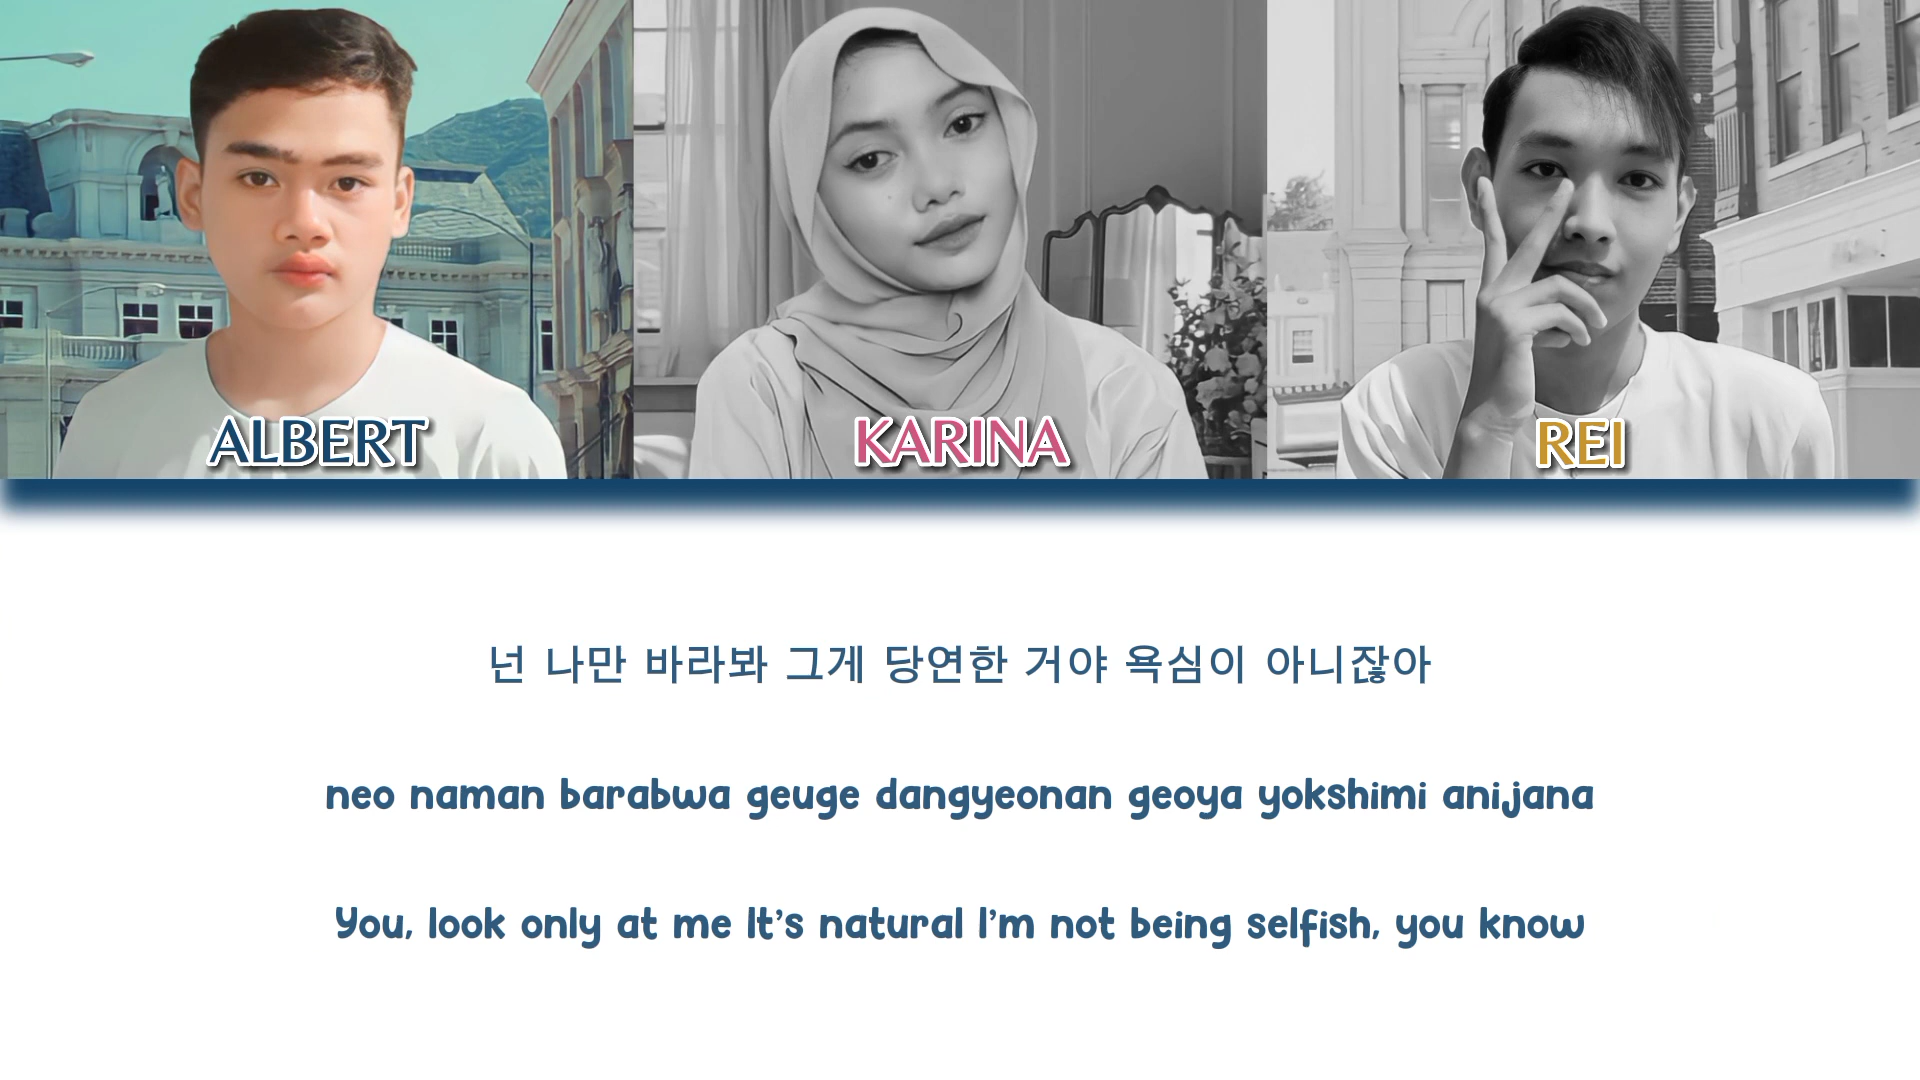 ALBERT
KARINA
REI
넌 나만 바라봐 그게 당연한 거야 욕심이 아니잖아
neo naman barabwa geuge dangyeonan geoya yokshimi anijana
You, look only at me It's natural I'm not being selfish, you know